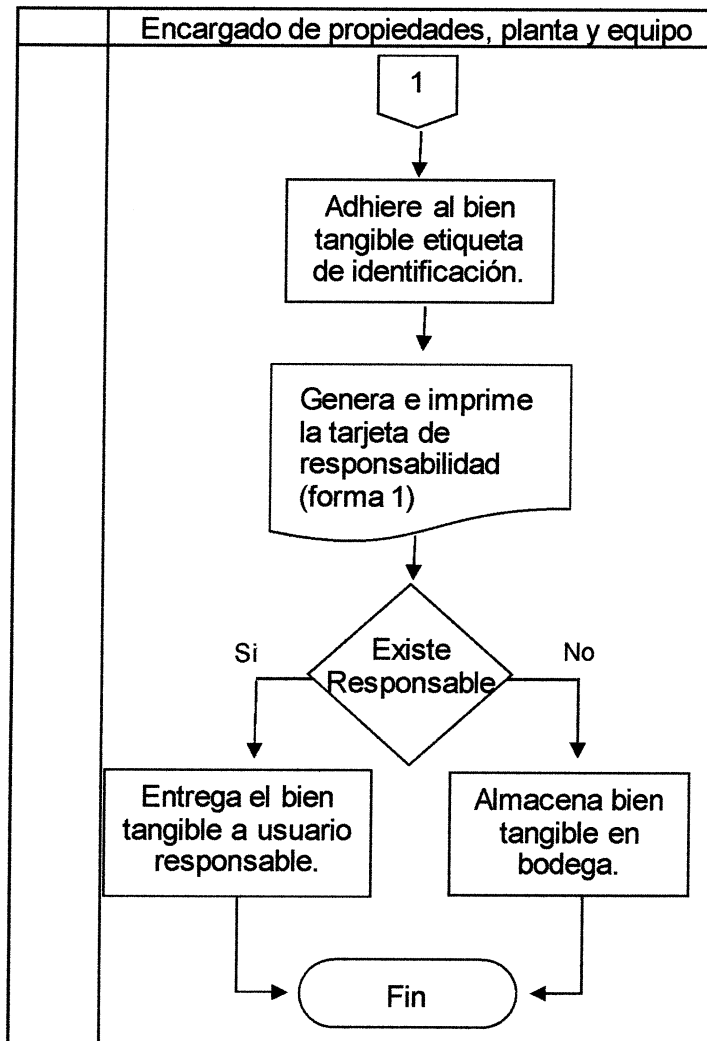 Encargado de propiedades, planta y equipo
1
Adhiere al bien
tangible etiqueta
de identificación.
Genera e imprime
la tarjeta de
responsabilidad
(forma 1)
Existe
Responsable
Si
No
Entrega el bien
tangible a usuario
responsable.
Almacena bien
tangible en
bodega.
Fin